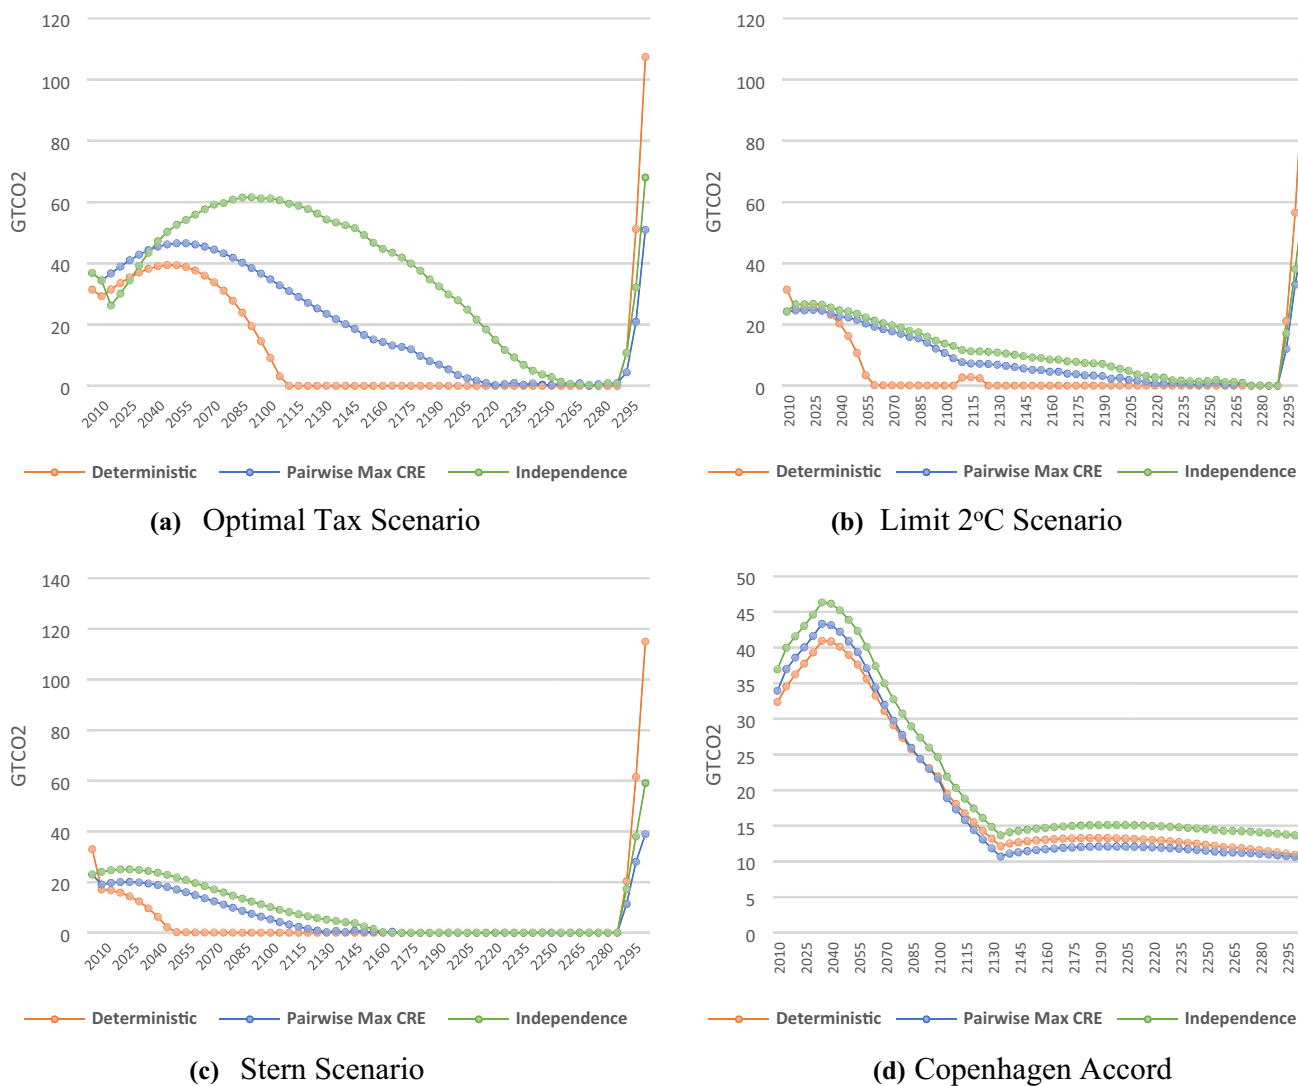 120
100
80
60
40
20
0
GTCO2
2010 2025 2040 2055 2070 2085 2100 2115 2130 2145 2160 2175 2190 2205 2220 2235 2250 2265 2280 2295
Deterministic Pairwise Max CRE Independence
(a) Optimal Tax Scenario
120
100
80
60
40
20
0
GTCO2
2010 2025 2040 2055 2070 2085 2100 2115 2130 2145 2160 2175 2190 2205 2220 2235 2250 2265 2280 2295
Deterministic Pairwise Max CRE Independence
(b) Limit 2°C Scenario
140
120
100
80
60
40
20
0
GTCO2
2010 2025 2040 2055 2070 2085 2100 2115 2130 2145 2160 2175 2190 2205 2220 2235 2250 2265 2280 2295
Deterministic Pairwise Max CRE Independence
(c) Stern Scenario
50
45
40
35
30
25
20
15
10
5
0
GTCO2
2010 2025 2040 2055 2070 2085 2100 2115 2130 2145 2160 2175 2190 2205 2220 2235 2250 2265 2280 2295
Deterministic Pairwise Max CRE Independence
(d) Copenhagen Accord